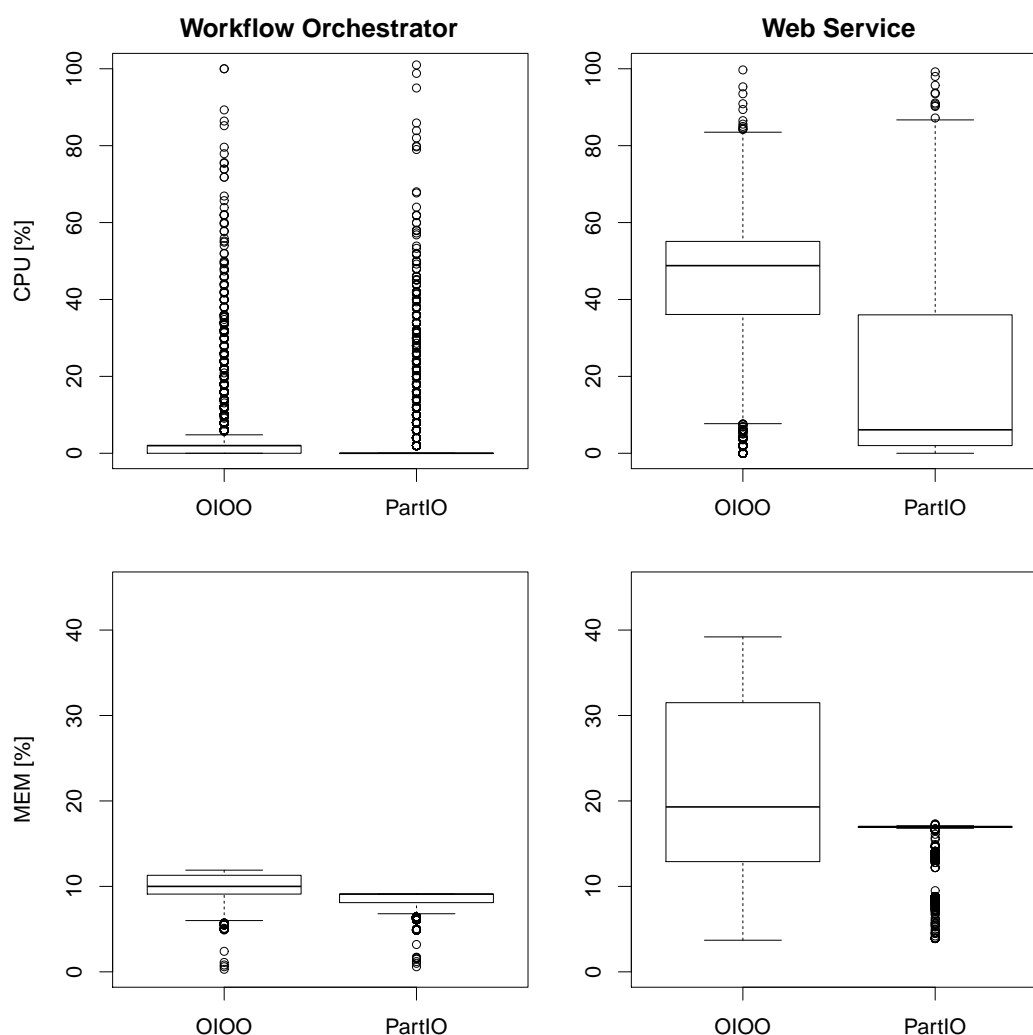 Workflow Orchestrator
Web Service
CPU [%]
0 20 40 60 80 100
OIOO PartIO
0 20 40 60 80 100
OIOO PartIO
MEM [%]
0 10 20 30 40
OIOO PartIO
0 10 20 30 40
OIOO PartIO